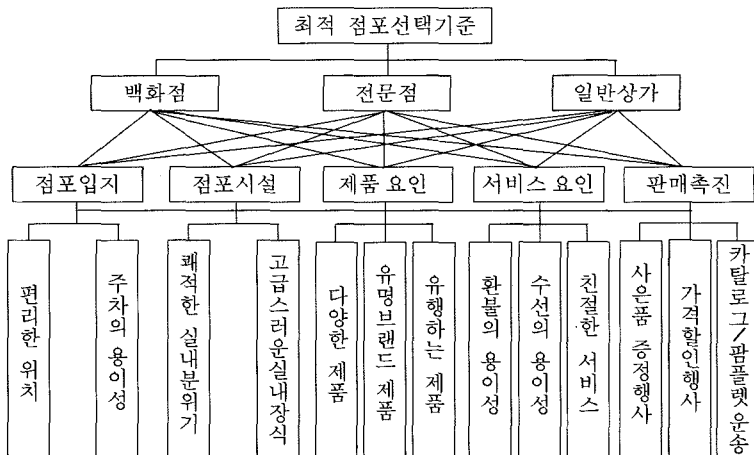 최적 점포선택기준
백화점
전문점
일반상가
점포입지
점포시설
제품 요인
서비스 요인
판매촉진
편리한 위치
주차의 용이성
쾌적한 실내분위기
고급스러운실내장식
다양한 제품
유명브랜드 제품
유행하는 제품
환불의 용이성
수선의 용이성
친절한 서비스
사은품 증정행사
가격할인행사
카탈로그/팜플렛운송